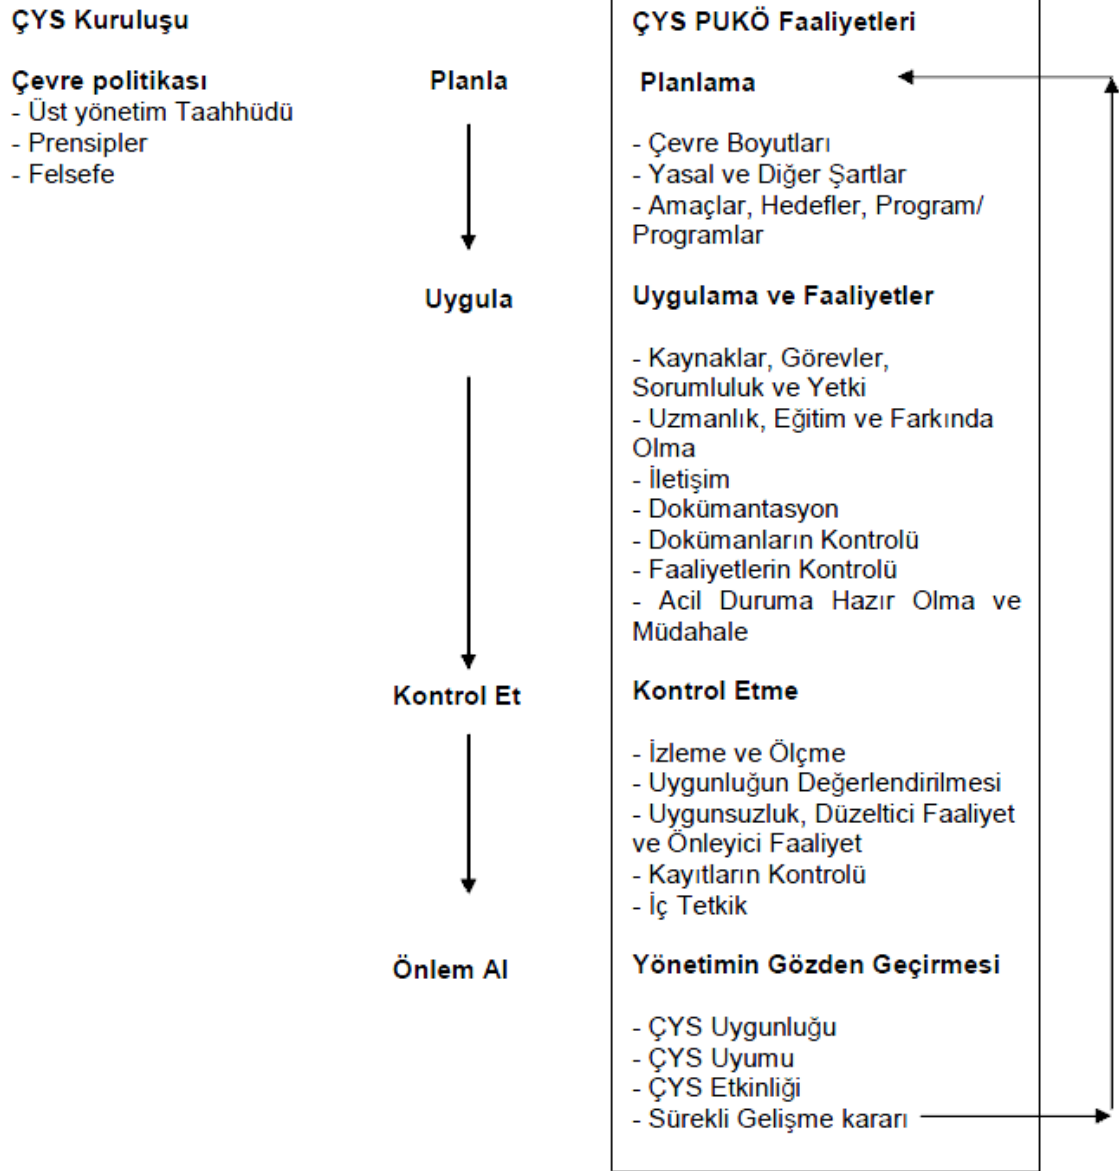 ÇYS Kuruluşu
Çevre politikası
- Üst yönetim Taahhüdü
- Prensipler
- Felsefe
Planla
Uygula
Kontrol Et
Önlem Al
ÇYS PUKÖ Faaliyetleri
Planlama
- Çevre Boyutları
- Yasal ve Diğer Şartlar
- Amaçlar, Hedefler, Program/
Programlar
Uygulama ve Faaliyetler
- Kaynaklar, Görevler,
Sorumluluk ve Yetki
- Uzmanlık, Eğitim ve Farkında
Olma
- İletişim
- Dokümantasyon
- Dokümanların Kontrolü
- Faaliyetlerin Kontrolü
- Acil Duruma Hazır Olma ve
Müdahale
Kontrol Etme
- İzleme ve Ölçme
- Uygunluğun Değerlendirilmesi
- Uygunsuzluk, Düzeltici Faaliyet
ve Önleyici Faaliyet
- Kayıtların Kontrolü
- İç Tetkik
Yönetimin Gözden Geçirmesi
- ÇYS Uygunluğu
- ÇYS Uyumu
- ÇYS Etkinliği
- Sürekli Gelişme kararı